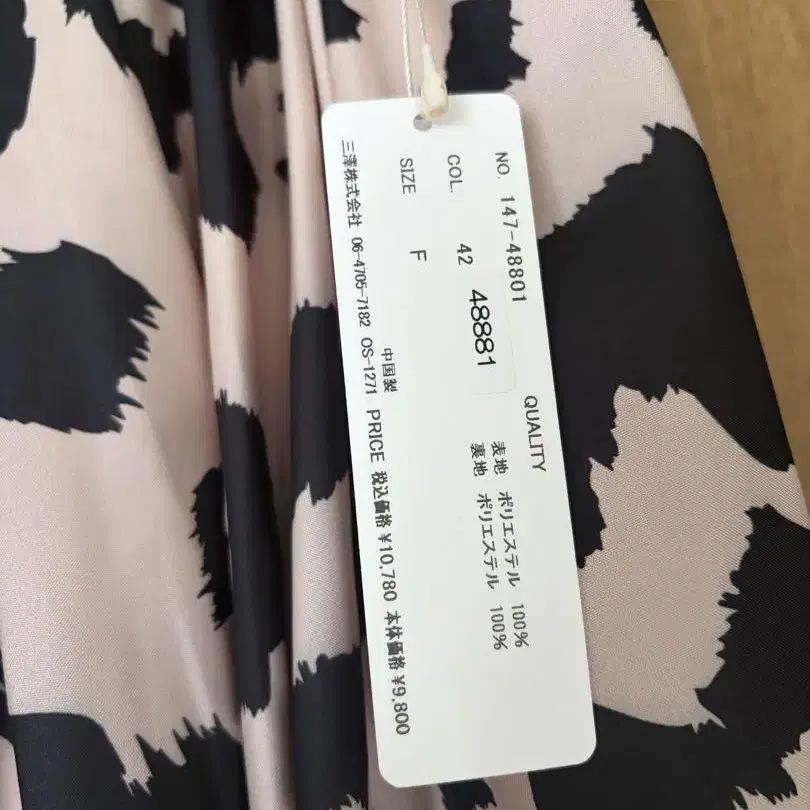 NO. 147-48801
COL. 42
48881
SIZE F
QUALITY
表地 ポリエステル 100%
裏地 ポリエステル 100%
中国製
三澤株式会社 06-4705-7182 OS-1271 PRICE 税込価格 ¥10,780 本体価格 ¥9,800